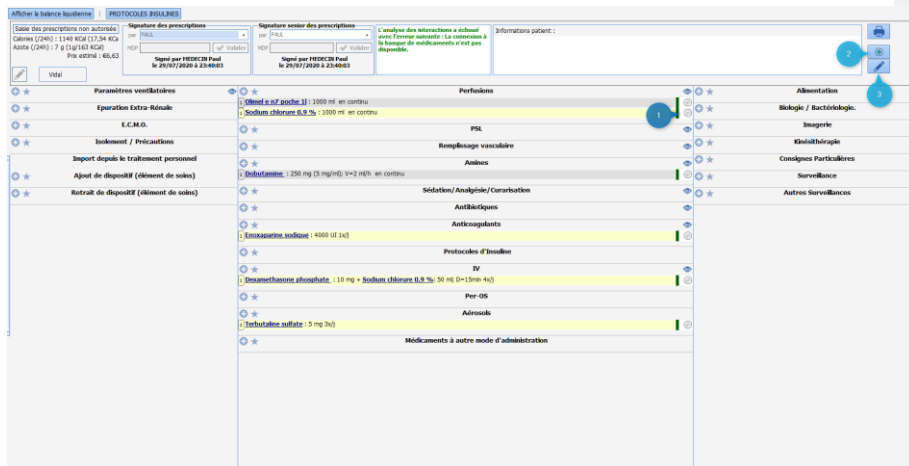 Afficher la balance liquidienne | PROTOCOLES INSULINES
Saisie des prescriptions non autorisée
Calories (/24h) : 1140 KCal (17,54 KCa
Azote (/24h) : 7 g (1g/163 KCal)
Prix estimé : 66,63
Vidal
Signature des prescriptions
par PAUL
MDP Valider
Signé par MEDECIN Paul
le 29/07/2020 à 23:40:03
Signature senior des prescriptions
par PAUL
MDP Valider
Signé par MEDECIN Paul
le 29/07/2020 à 23:40:03
L'analyse des interactions a échoué
avec l'erreur suivante : La connexion à
la banque de médicaments n'est pas
disponible.
Informations patient :
2
3
Paramètres ventilatoires
Epuration Extra-Rénale
E.C.M.O.
Isolement / Précautions
Import depuis le traitement personnel
Ajout de dispositif (élément de soins)
Retrait de dispositif (élément de soins)
Perfusions
Olimel e n7 poche 1l : 1000 ml en continu
Sodium chlorure 0,9 % : 1000 ml en continu
1
PSL
Remplissage vasculaire
Amines
Dobutamine : 250 mg (5 mg/ml); V=2 ml/h en continu
Sédation/Analgésie/Curarisation
Antibiotiques
Anticoagulants
Enoxaparine sodique : 4000 UI 1x/j
Protocoles d'Insuline
IV
Dexamethasone phosphate : 10 mg + Sodium chlorure 0,9 %: 50 ml; D=15min 4x/j
Per-OS
Aérosols
Terbutaline sulfate : 5 mg 3x/j
Médicaments à autre mode d'administration
Alimentation
Biologie / Bactériologie.
Imagerie
Kinésithérapie
Consignes Particulières
Surveillance
Autres Surveillances